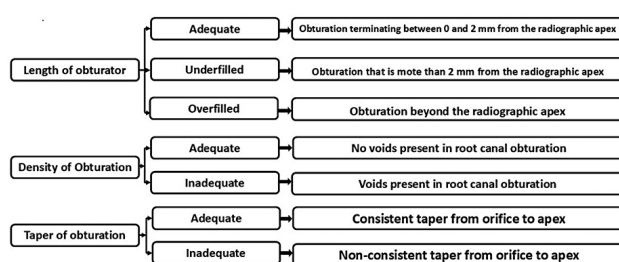 Adequate
Obturation terminating between 0 and 2 mm from the radiographic apex
Length of obturator
Underfilled
Obturation that is mote than 2 mm from the radiographic apex
Overfilled
Obturation beyond the radiographic apex
Density of Obturation
Adequate
No voids present in root canal obturation
Inadequate
Voids present in root canal obturation
Taper of obturation
Adequate
Consistent taper from orifice to apex
Inadequate
Non-consistent taper from orifice to apex